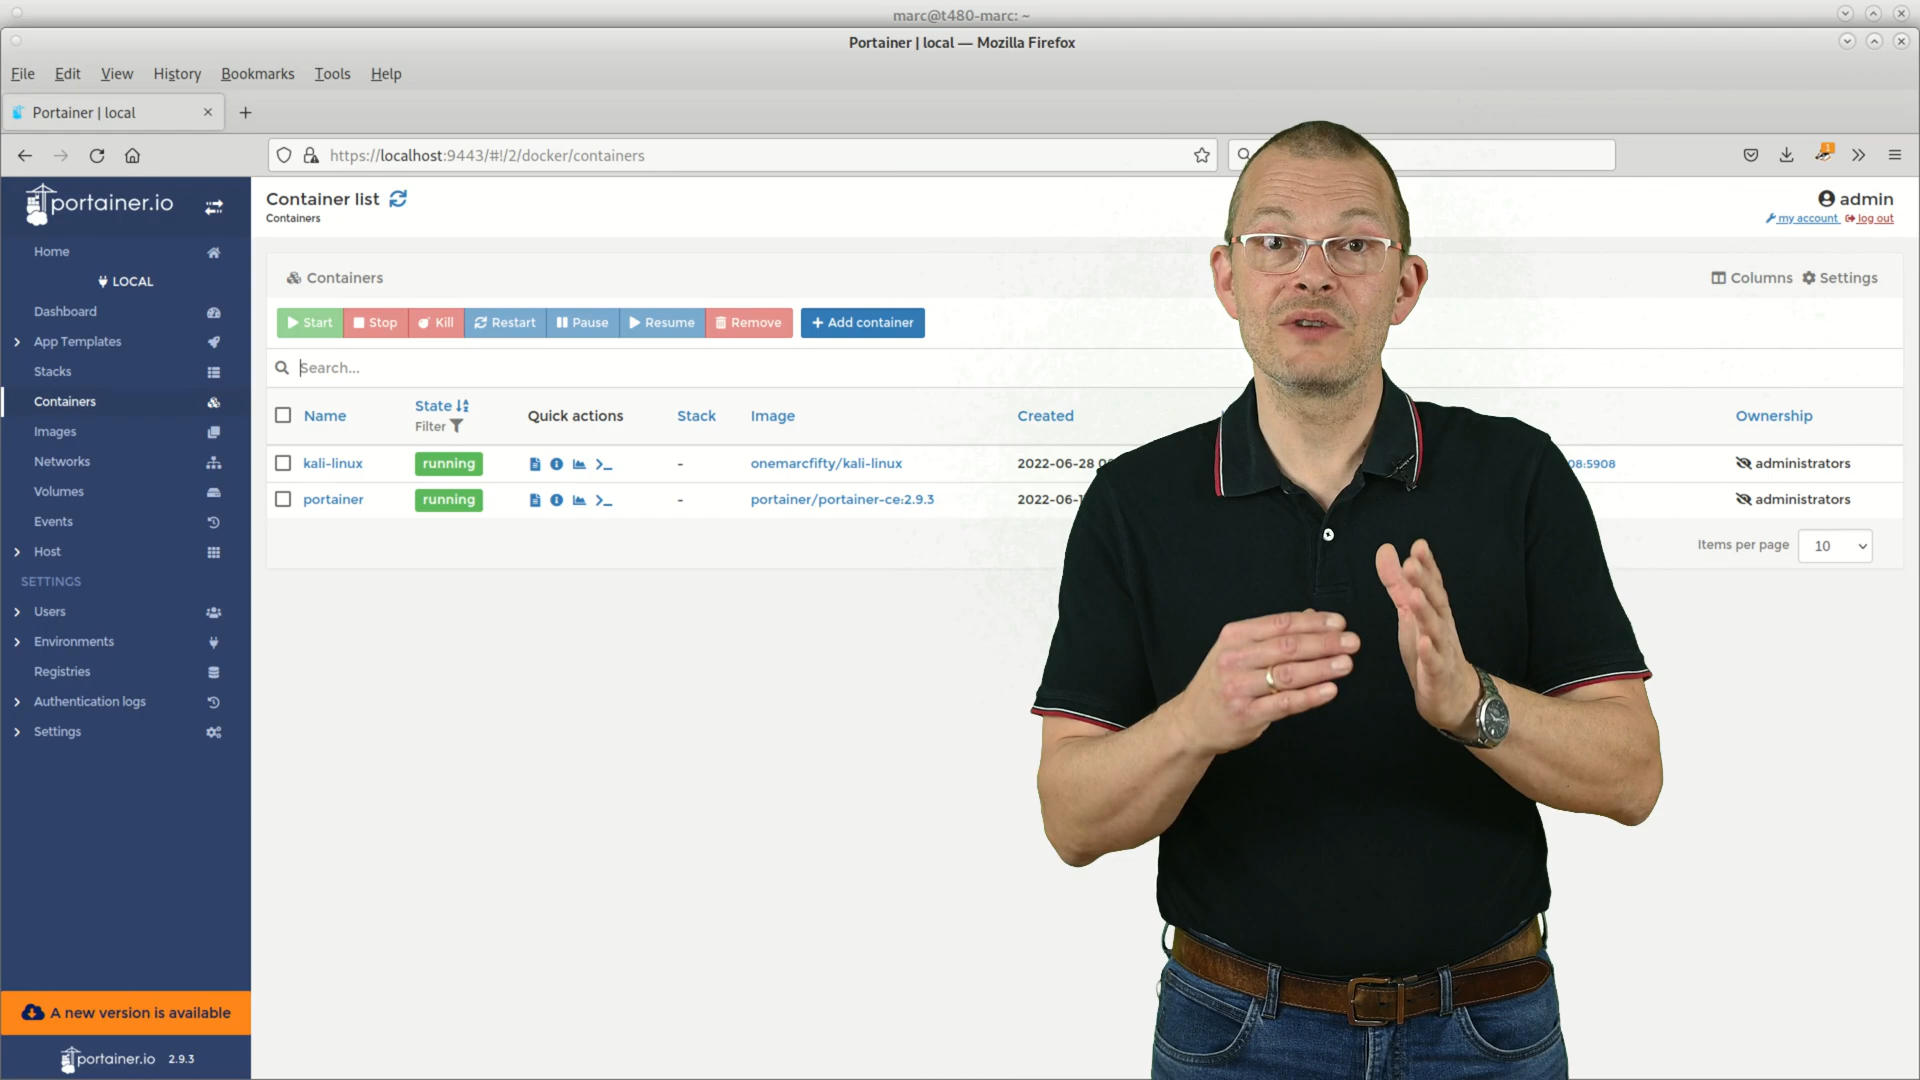 marc@t480-marc: ~
Portainer | local — Mozilla Firefox
File Edit View History Bookmarks Tools Help
Portainer | local
https://localhost:9443/#!/2/docker/containers
portainer.io
Container list
Containers
admin
my account log out
Home
LOCAL
Dashboard
App Templates
Stacks
Containers
Images
Networks
Volumes
Events
Host
SETTINGS
Users
Environments
Registries
Authentication logs
Settings
A new version is available
portainer.io 2.9.3
Containers
Columns Settings
Start Stop Kill Restart Pause Resume Remove + Add container
Search...
Name State Filter Quick actions Stack Image Created Ownership
kali-linux running - onemarcfifty/kali-linux 2022-06-28 08:5908 administrators
portainer running - portainer/portainer-ce:2.9.3 2022-06- administrators
Items per page 10